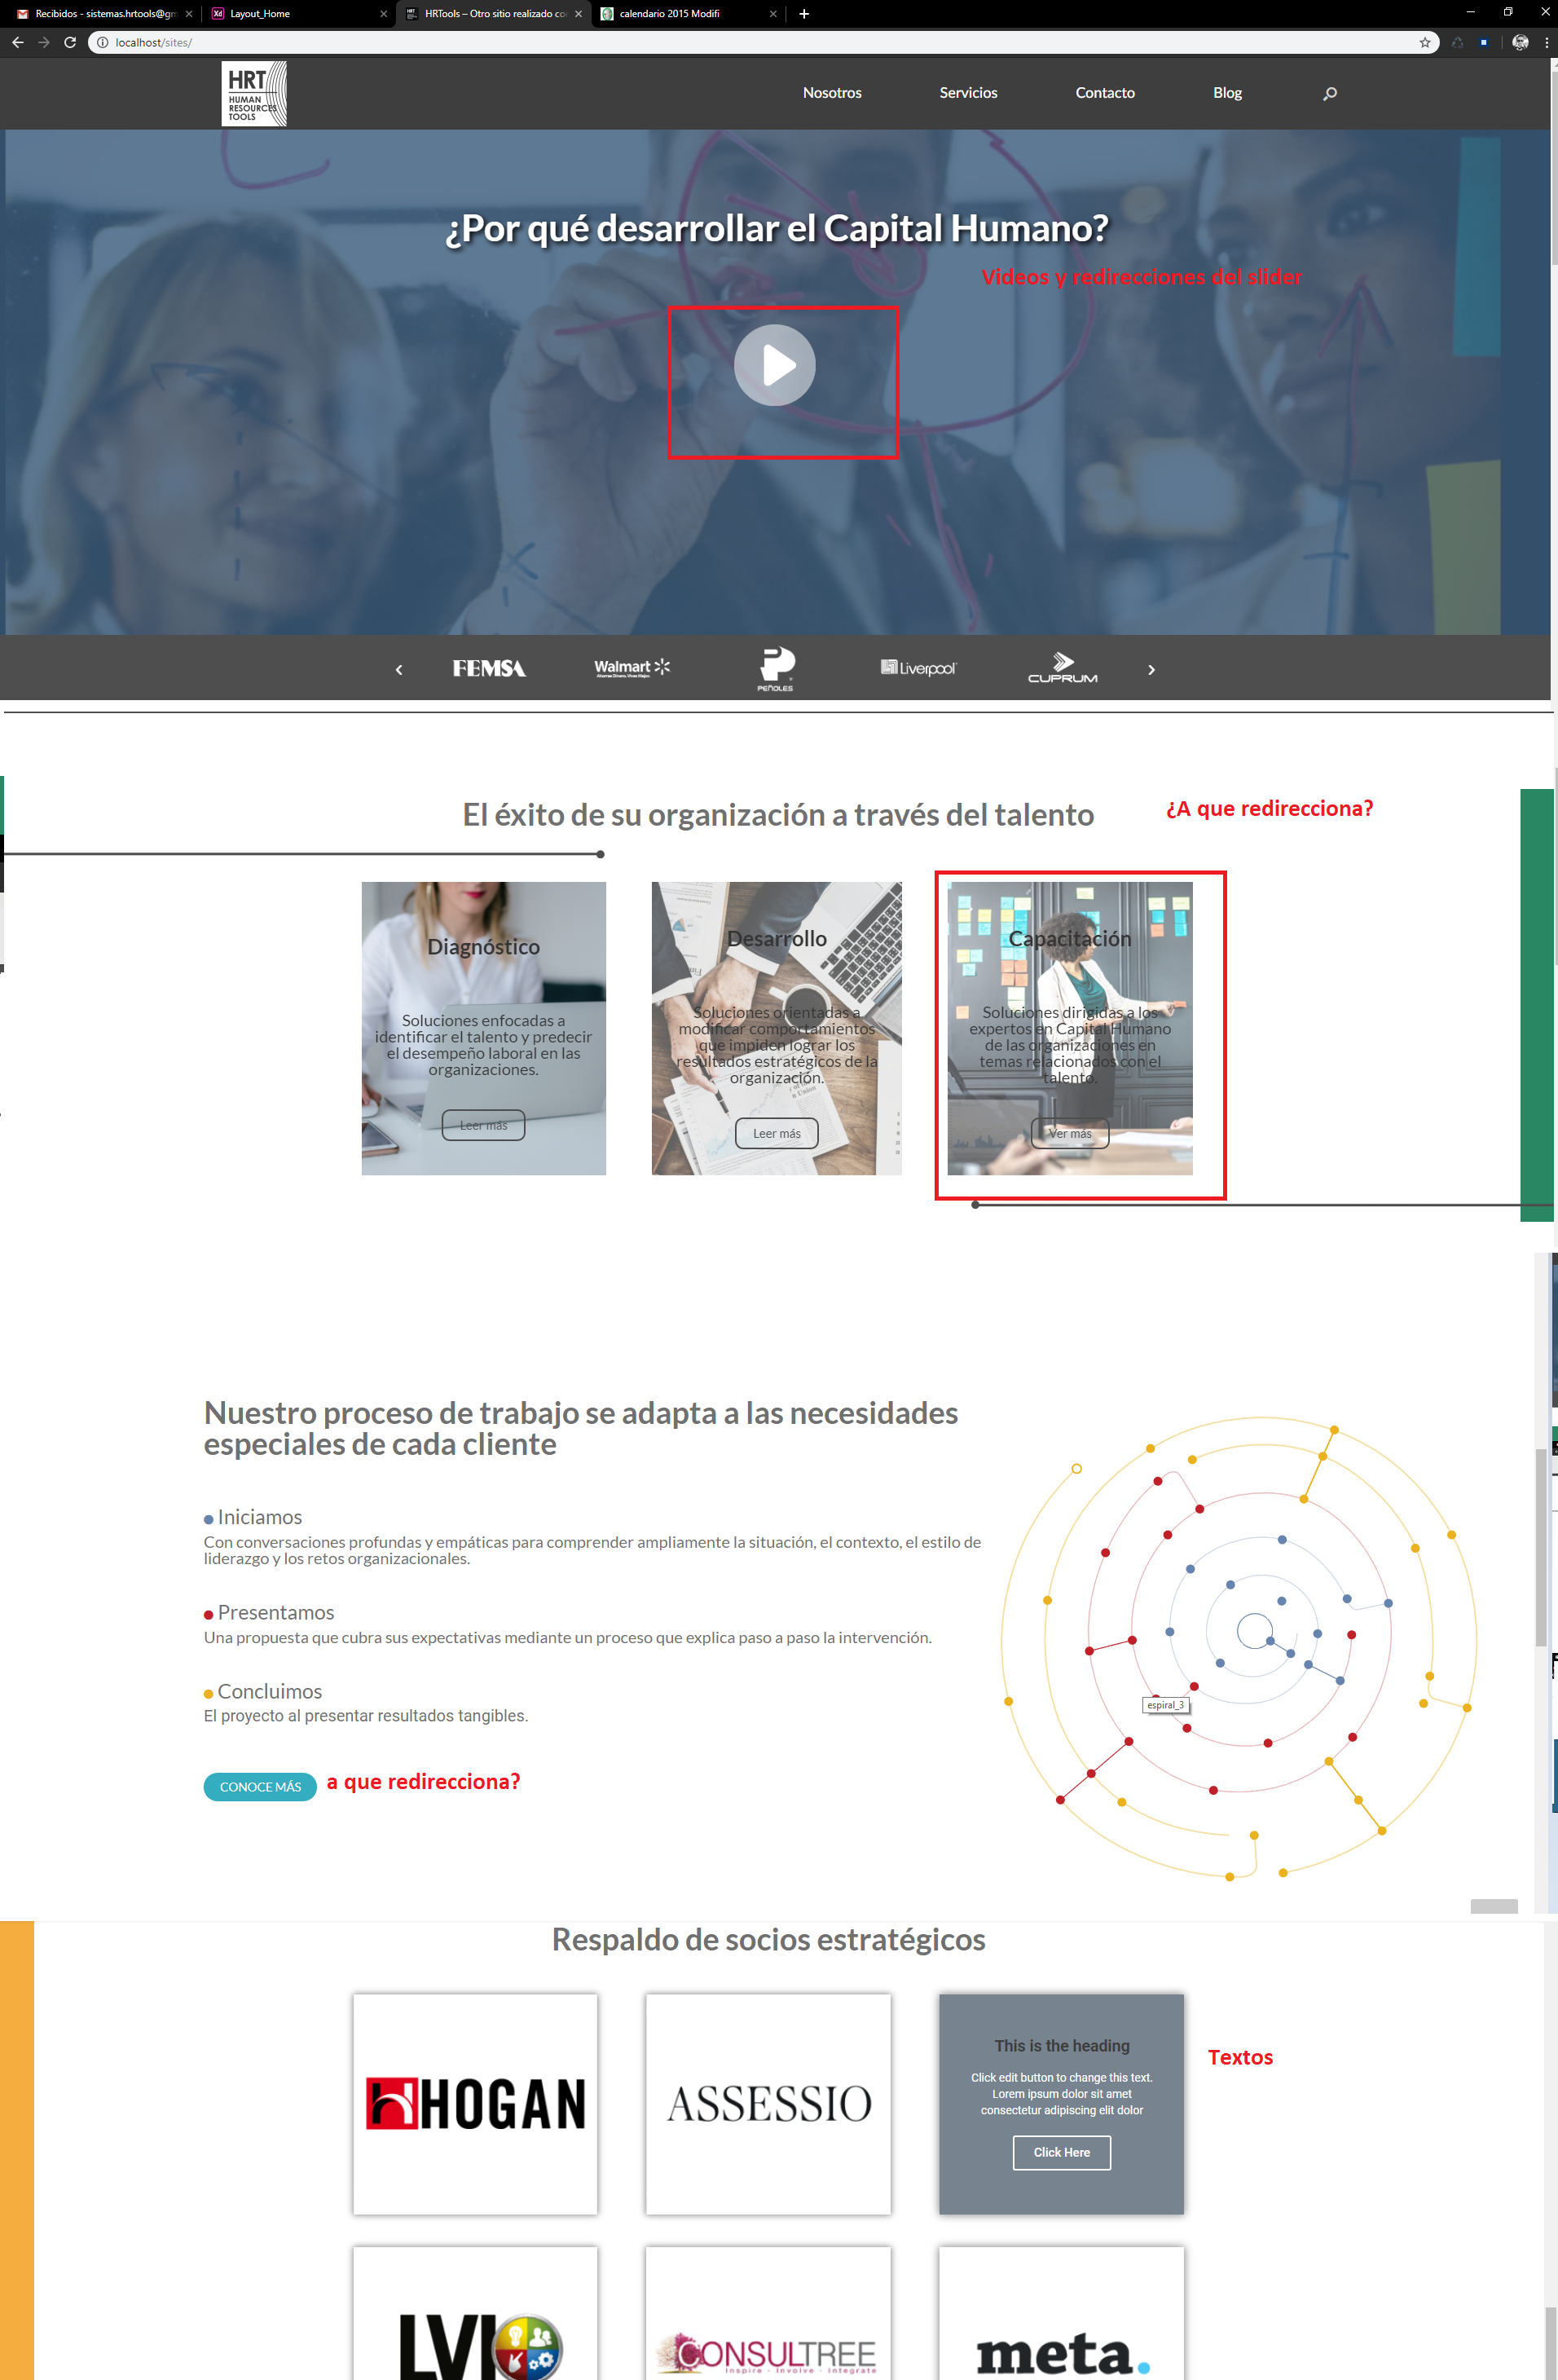 Recibidos - sistemas.hrtools@gm
Layout_Home
HRTools – Otro sitio realizado co
calendario 2015 Modifi
localhost/sites/
HRT
HUMAN
RESOURCES
TOOLS
Nosotros
Servicios
Contacto
Blog
¿Por qué desarrollar el Capital Humano?
Videos y redirecciones del slider
FEMSA
Walmart
Ahorras Dinero. Vives Mejor.
PEÑOLES
Liverpool
CUPRUM
El éxito de su organización a través del talento
¿A que redirecciona?
Diagnóstico
Soluciones enfocadas a
identificar el talento y predecir
el desempeño laboral en las
organizaciones.
Leer más
Desarrollo
Soluciones orientadas a
modificar comportamientos
que impiden lograr los
resultados estratégicos de la
organización.
Leer más
Capacitación
Soluciones dirigidas a los
expertos en Capital Humano
de las organizaciones en
temas relacionados con el
talento.
Ver más
Nuestro proceso de trabajo se adapta a las necesidades
especiales de cada cliente
Iniciamos
Con conversaciones profundas y empáticas para comprender ampliamente la situación, el contexto, el estilo de
liderazgo y los retos organizacionales.
Presentamos
Una propuesta que cubra sus expectativas mediante un proceso que explica paso a paso la intervención.
Concluimos
El proyecto al presentar resultados tangibles.
CONOCE MÁS
a que redirecciona?
espiral_3
Respaldo de socios estratégicos
HOGAN
ASSESSIO
This is the heading
Click edit button to change this text.
Lorem ipsum dolor sit amet
consectetur adipiscing elit dolor
Click Here
Textos
LVI
CONSULTREE
Inspire - Involve - Integrate
meta.